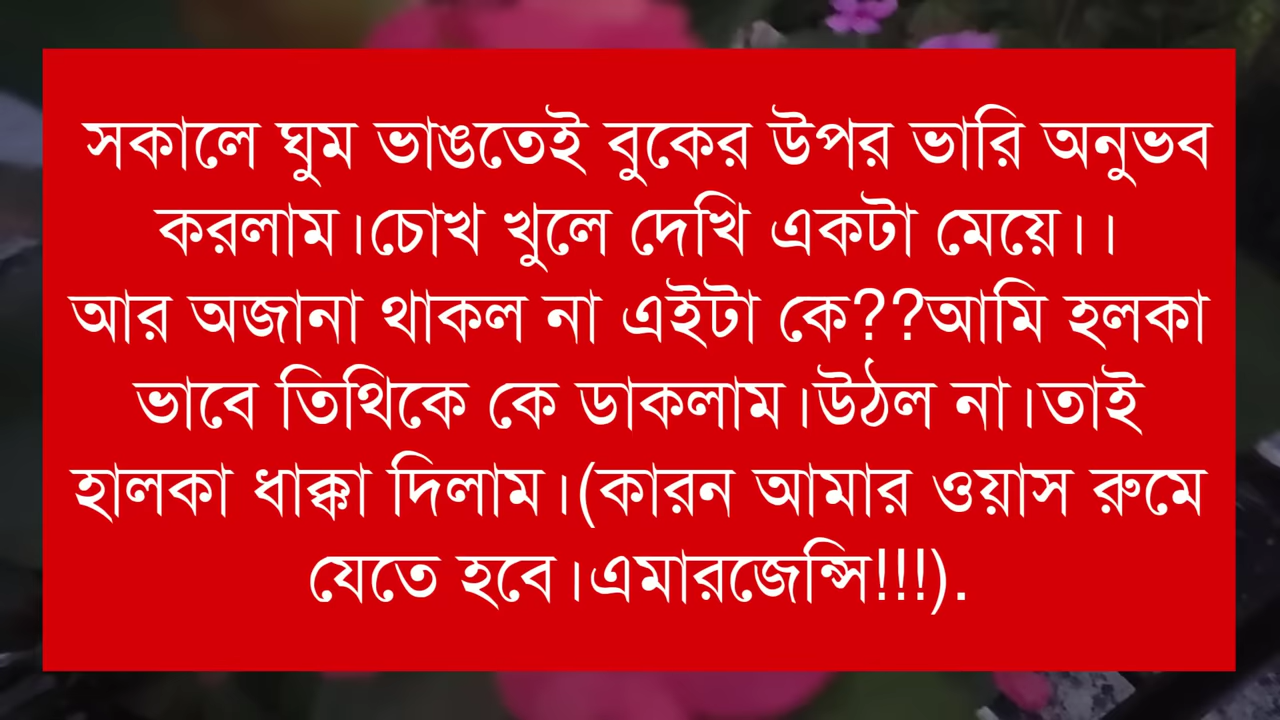 সকালে ঘুম ভাঙতেই বুকের উপর ভারি অনুভব
করলাম।চোখ খুলে দেখি একটা মেয়ে।।
আর অজানা থাকল না এইটা কে??আমি হলকা
ভাবে তিথিকে কে ডাকলাম।উঠল না।তাই
হালকা ধাক্কা দিলাম।(কারন আমার ওয়াস রুমে
যেতে হবে।এমারজেন্সি!!!).